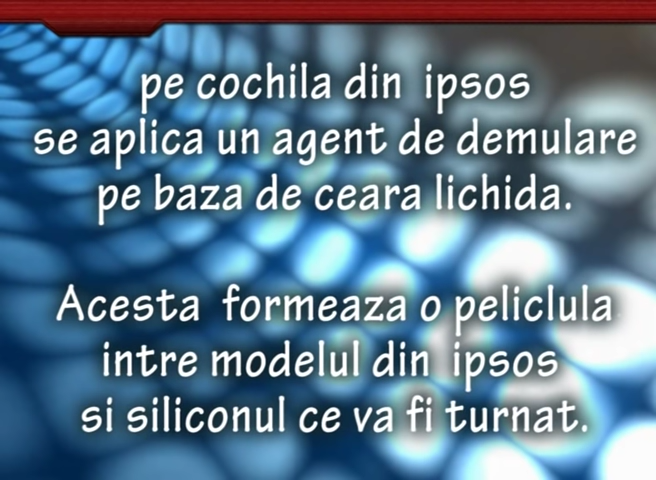 pe cochila din ipsos
se aplica un agent de demulare
pe baza de ceara lichida.
Acesta formeaza o peliclula
intre modelul din ipsos
si siliconul ce va fi turnat.